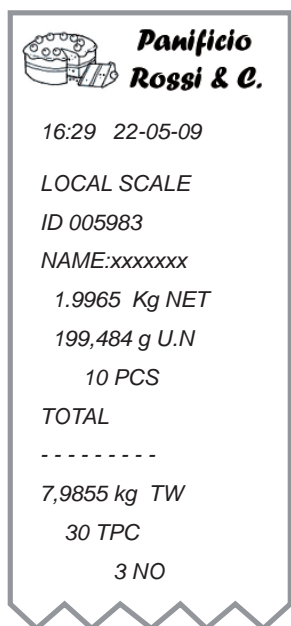 Panificio
Rossi & C.
16:29 22-05-09
LOCAL SCALE
ID 005983
NAME:xxxxxxx
1.9965 Kg NET
199,484 g U.N
10 PCS
TOTAL
- - - - - - - - -
7,9855 kg TW
30 TPC
3 NO